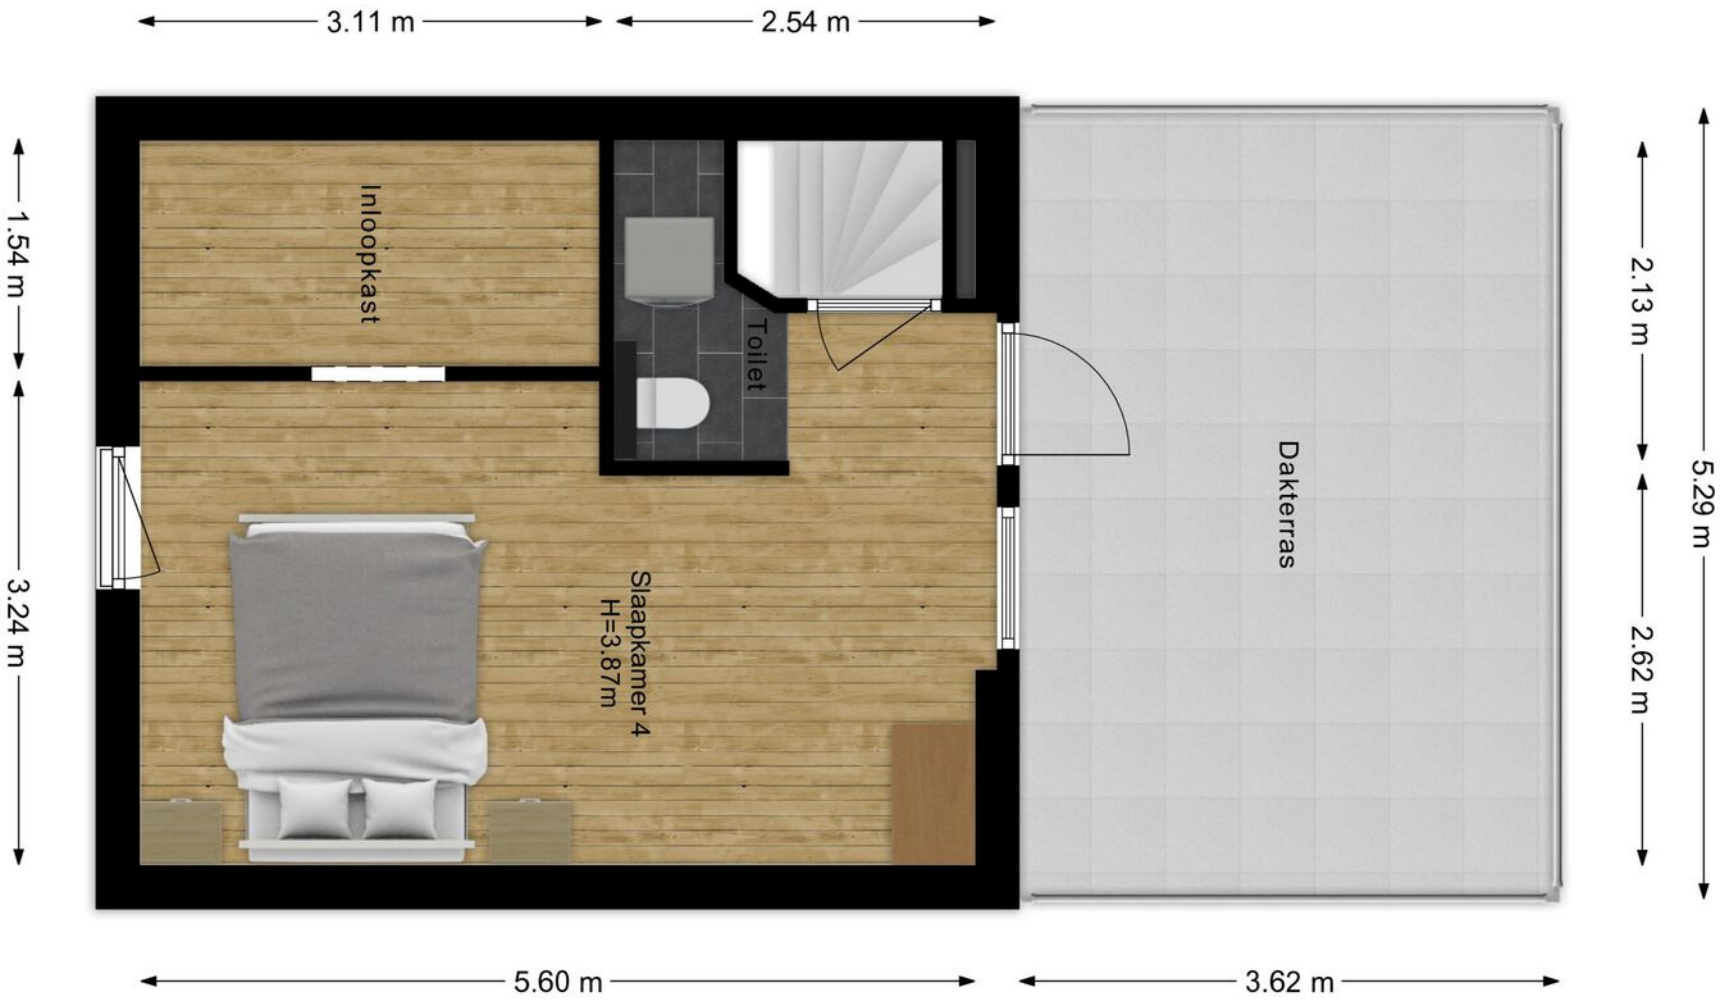 3.11 m
2.54 m
1.54 m
Inloopkast
Toilet
2.13 m
5.29 m
Dakterras
3.24 m
Slaapkamer 4
H=3.87m
2.62 m
5.60 m
3.62 m